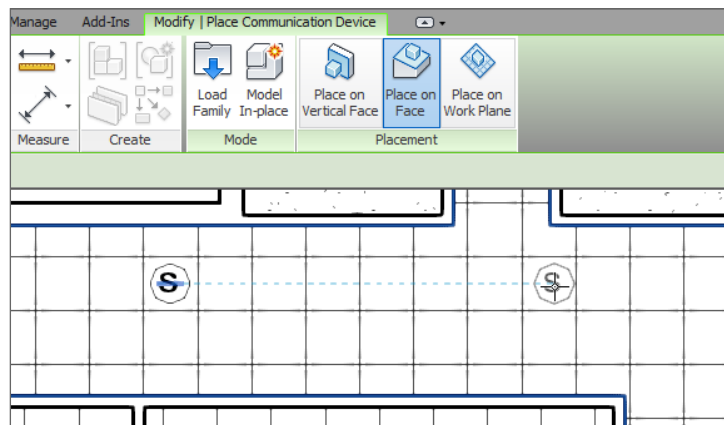 Manage Add-Ins Modify | Place Communication Device
Load Family
Model In-place
Place on Vertical Face
Place on Face
Place on Work Plane
Measure Create Mode Placement
S S